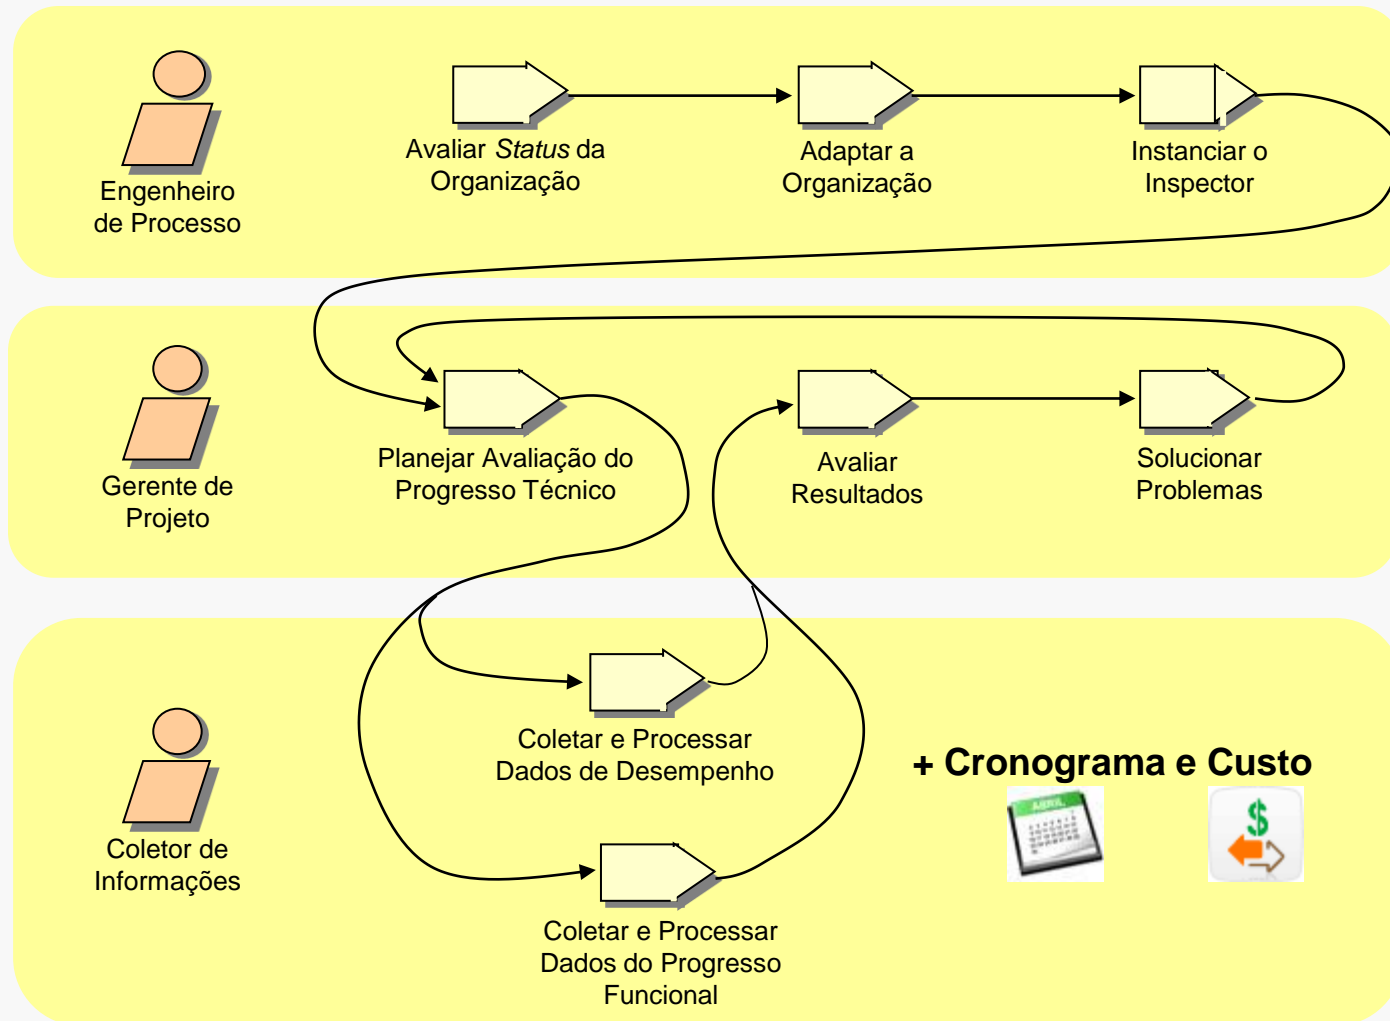 Engenheiro
de Processo
Avaliar Status da
Organização
Adaptar a
Organização
Instanciar o
Inspector
Gerente de
Projeto
Planejar Avaliação do
Progresso Técnico
Avaliar
Resultados
Solucionar
Problemas
Coletor de
Informações
Coletar e Processar
Dados de Desempenho
Coletar e Processar
Dados do Progresso
Funcional
+ Cronograma e Custo
ABRIL
$